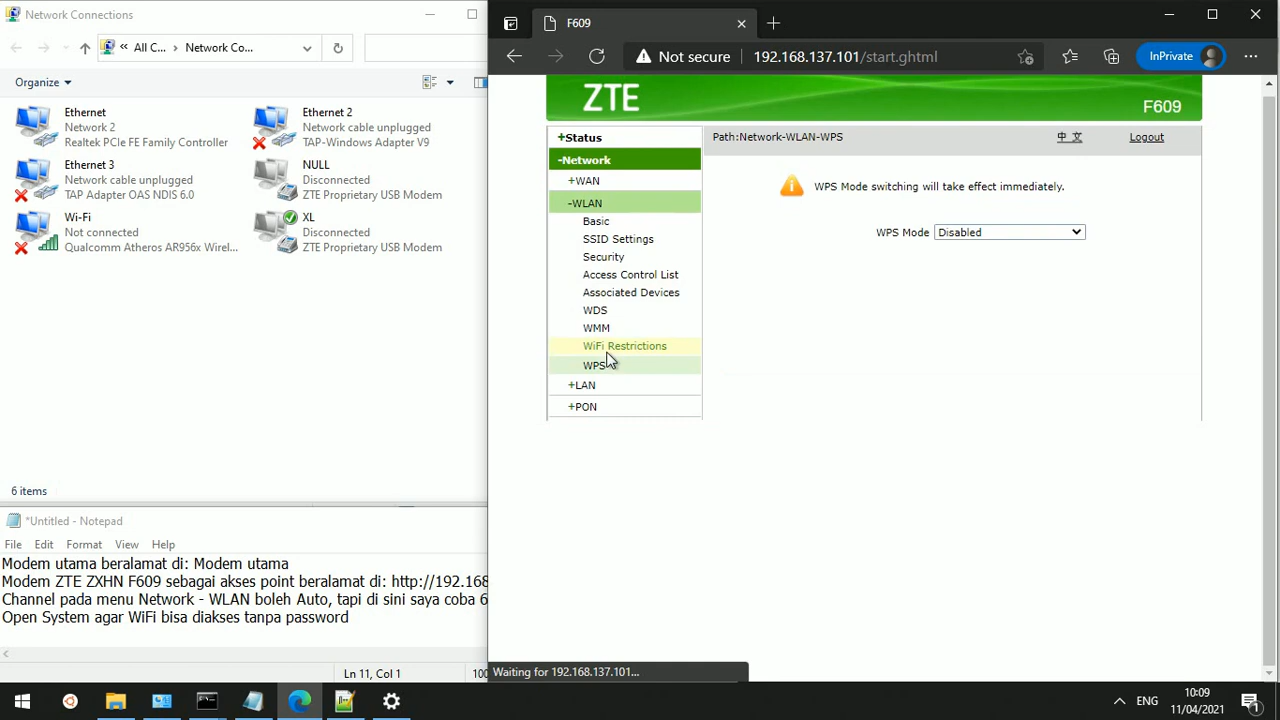 Network Connections
« All C... > Network Co...
Organize
Ethernet
Network 2
Realtek PCIe FE Family Controller
Ethernet 2
Network cable unplugged
TAP-Windows Adapter V9
Ethernet 3
Network cable unplugged
TAP Adapter OAS NDIS 6.0
NULL
Disconnected
ZTE Proprietary USB Modem
Wi-Fi
Not connected
Qualcomm Atheros AR956x Wirel...
XL
Disconnected
ZTE Proprietary USB Modem
6 items
*Untitled - Notepad
File Edit Format View Help
Modem utama beralamat di: Modem utama
Modem ZTE ZXHN F609 sebagai akses point beralamat di: http://192.168
Channel pada menu Network - WLAN boleh Auto, tapi di sini saya coba 6
Open System agar WiFi bisa diakses tanpa password
Ln 11, Col 1
100
F609
Not secure
192.168.137.101/start.ghtml
InPrivate
ZTE
F609
+Status
-Network
+WAN
-WLAN
Basic
SSID Settings
Security
Access Control List
Associated Devices
WDS
WMM
WiFi Restrictions
WPS
+LAN
+PON
Path:Network-WLAN-WPS
中 文
Logout
WPS Mode switching will take effect immediately.
WPS Mode
Disabled
Waiting for 192.168.137.101...
ENG
10:09
11/04/2021
1